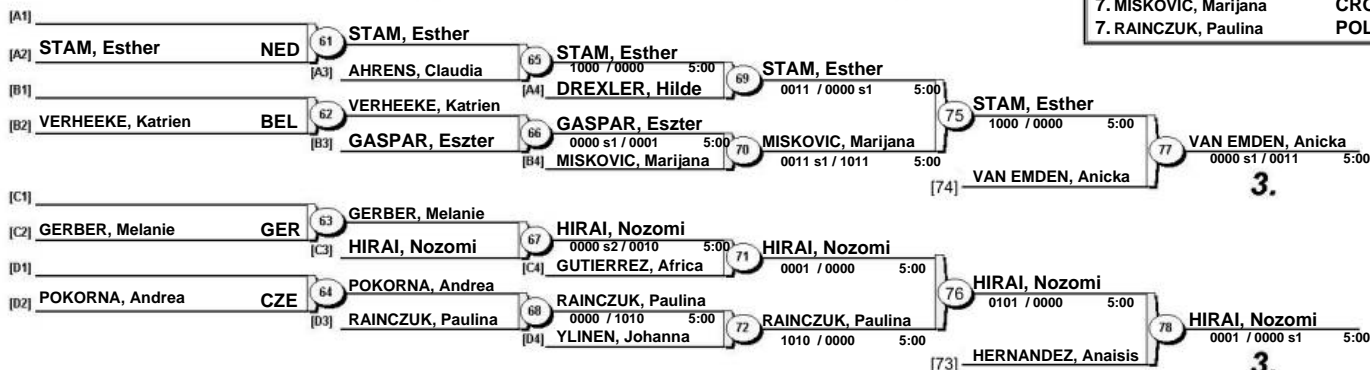 7. MISKOVIC, Marijana CRO
7. RAINCZUK, Paulina POL
[A1]
[A2] STAM, Esther NED
61
STAM, Esther
[A3] AHRENS, Claudia
65
STAM, Esther
1000 / 0000 5:00
[A4] DREXLER, Hilde
69
STAM, Esther
0011 / 0000 s1
[B1]
[B2] VERHEEKE, Katrien BEL
62
VERHEEKE, Katrien
[B3] GASPAR, Eszter
66
GASPAR, Eszter
0000 s1 / 0001 5:00
[B4] MISKOVIC, Marijana
70
MISKOVIC, Marijana
0011 s1 / 1011 5:00
75
STAM, Esther
1000 / 0000 5:00
[74] VAN EMDEN, Anicka
77
VAN EMDEN, Anicka
0000 s1 / 0011 5:00
3.
[C1]
[C2] GERBER, Melanie GER
63
GERBER, Melanie
[C3] HIRAI, Nozomi
67
HIRAI, Nozomi
0000 s2 / 0010 5:00
[C4] GUTIERREZ, Africa
71
HIRAI, Nozomi
0001 / 0000 5:00
[D1]
[D2] POKORNA, Andrea CZE
64
POKORNA, Andrea
[D3] RAINCZUK, Paulina
68
RAINCZUK, Paulina
0000 / 1010 5:00
[D4] YLINEN, Johanna
72
RAINCZUK, Paulina
1010 / 0000 5:00
76
HIRAI, Nozomi
0101 / 0000 5:00
[73] HERNANDEZ, Anaisis
78
HIRAI, Nozomi
0001 / 0000 s1 5:00
3.